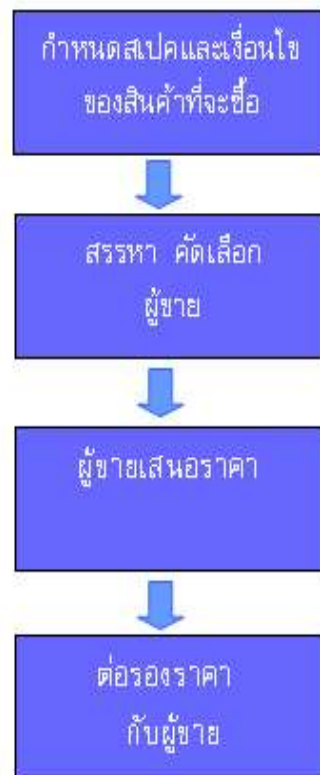 กำหนดสเปคและเงื่อนไข
ของสินค้าที่จะซื้อ
สรรหา คัดเลือก
ผู้ขาย
ผู้ขายเสนอราคา
ต่อรองราคา
กับผู้ขาย